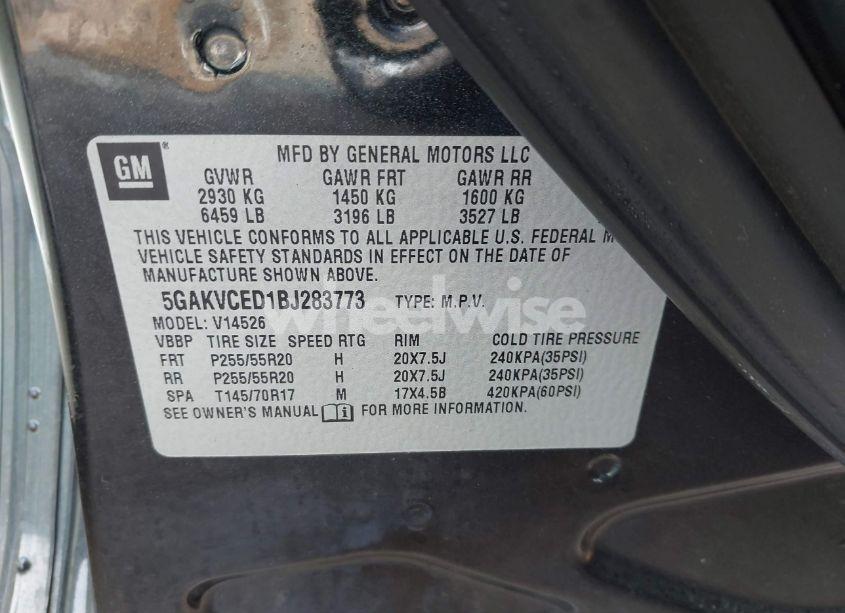 GM
MFD BY GENERAL MOTORS LLC
GVWR GAWR FRT GAWR RR
2930 KG 1450 KG 1600 KG
6459 LB 3196 LB 3527 LB
THIS VEHICLE CONFORMS TO ALL APPLICABLE U.S. FEDERAL
VEHICLE SAFETY STANDARDS IN EFFECT ON THE DATE OF
MANUFACTURE SHOWN ABOVE.
5GAKVCED1BJ283773 TYPE: M.P.V.
wheelwise
MODEL: V14526
VBBP TIRE SIZE SPEED RTG RIM COLD TIRE PRESSURE
FRT P255/55R20 H 20X7.5J 240KPA(35PSI)
RR P255/55R20 H 20X7.5J 240KPA(35PSI)
SPA T145/70R17 M 17X4.5B 420KPA(60PSI)
SEE OWNER'S MANUAL FOR MORE INFORMATION.